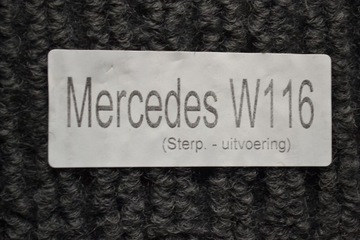 Mercedes W116
(Sterp. - uitvoering)